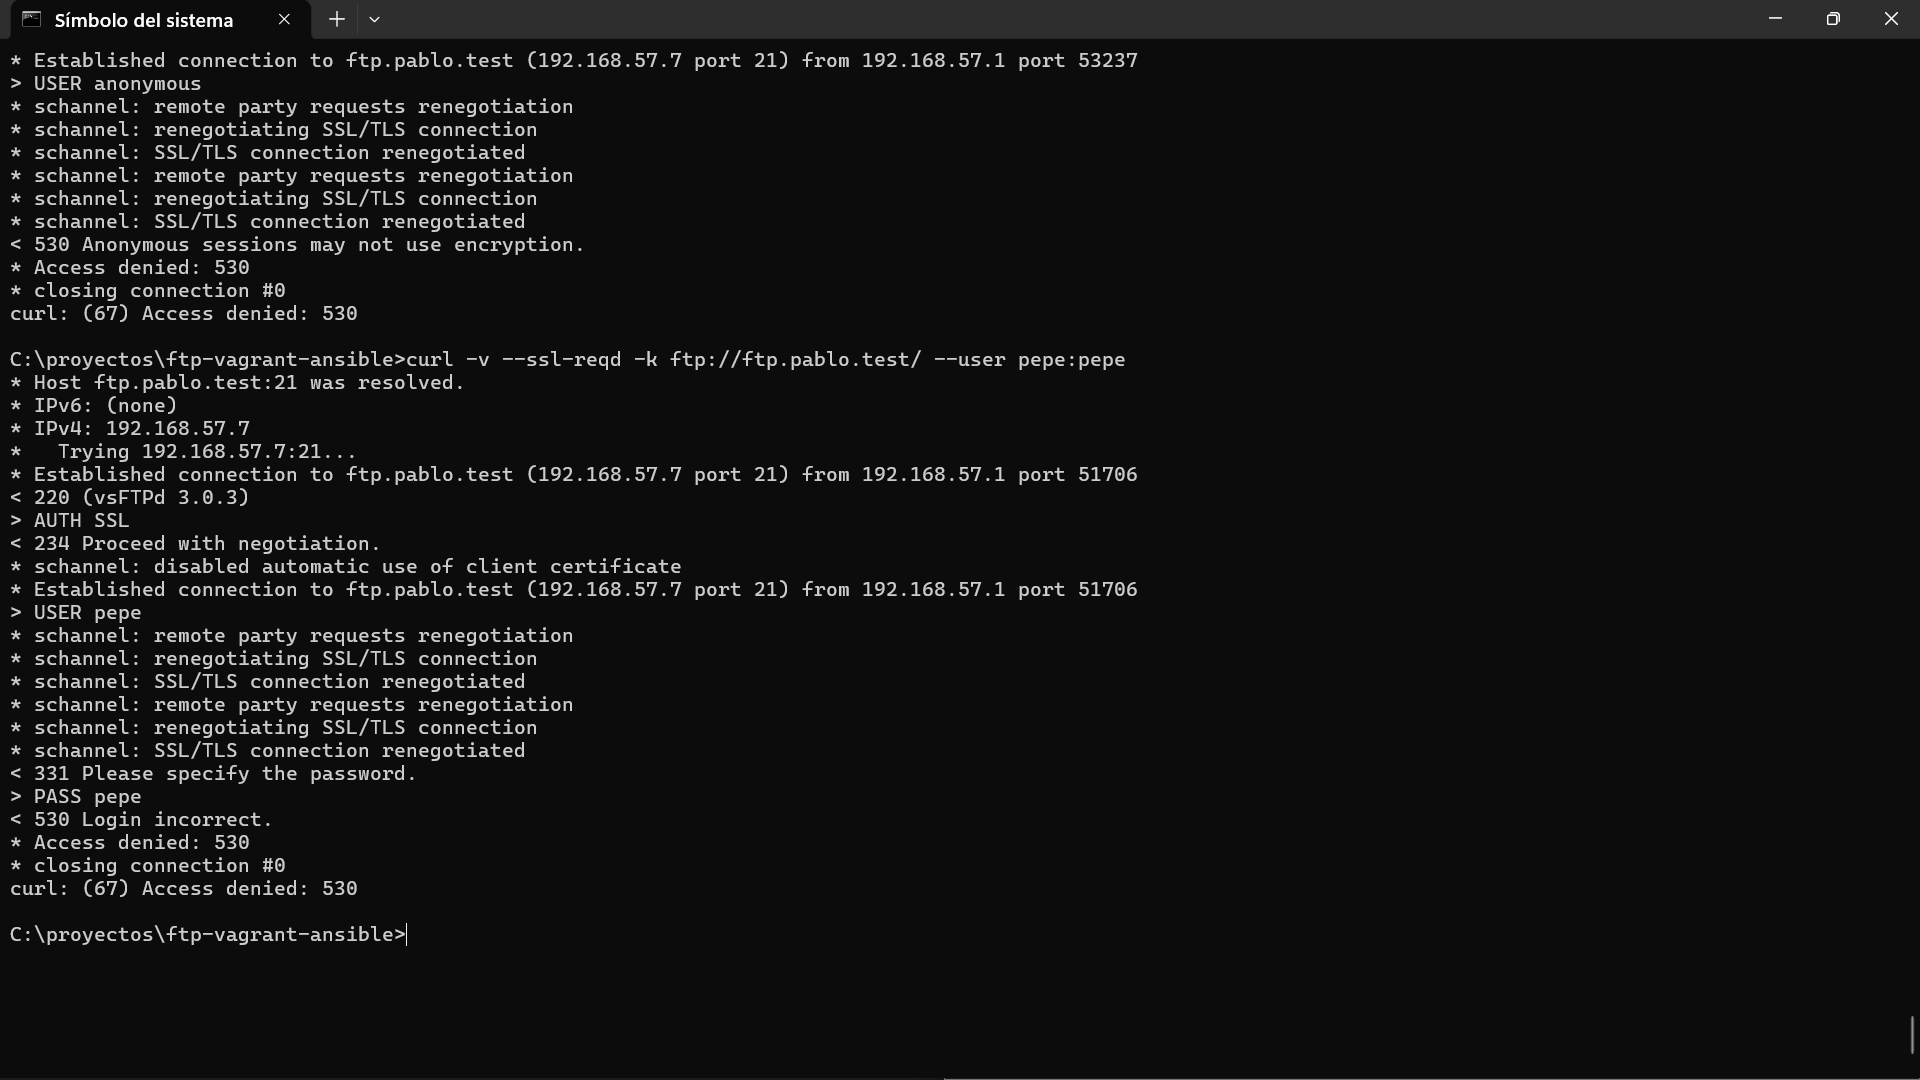 Símbolo del sistema
* Established connection to ftp.pablo.test (192.168.57.7 port 21) from 192.168.57.1 port 53237
> USER anonymous
* schannel: remote party requests renegotiation
* schannel: renegotiating SSL/TLS connection
* schannel: SSL/TLS connection renegotiated
* schannel: remote party requests renegotiation
* schannel: renegotiating SSL/TLS connection
* schannel: SSL/TLS connection renegotiated
< 530 Anonymous sessions may not use encryption.
* Access denied: 530
* closing connection #0
curl: (67) Access denied: 530
C:\proyectos\ftp-vagrant-ansible>curl -v --ssl-reqd -k ftp://ftp.pablo.test/ --user pepe:pepe
* Host ftp.pablo.test:21 was resolved.
* IPv6: (none)
* IPv4: 192.168.57.7
*   Trying 192.168.57.7:21...
* Established connection to ftp.pablo.test (192.168.57.7 port 21) from 192.168.57.1 port 51706
< 220 (vsFTPd 3.0.3)
> AUTH SSL
< 234 Proceed with negotiation.
* schannel: disabled automatic use of client certificate
* Established connection to ftp.pablo.test (192.168.57.7 port 21) from 192.168.57.1 port 51706
> USER pepe
* schannel: remote party requests renegotiation
* schannel: renegotiating SSL/TLS connection
* schannel: SSL/TLS connection renegotiated
* schannel: remote party requests renegotiation
* schannel: renegotiating SSL/TLS connection
* schannel: SSL/TLS connection renegotiated
< 331 Please specify the password.
> PASS pepe
< 530 Login incorrect.
* Access denied: 530
* closing connection #0
curl: (67) Access denied: 530
C:\proyectos\ftp-vagrant-ansible>